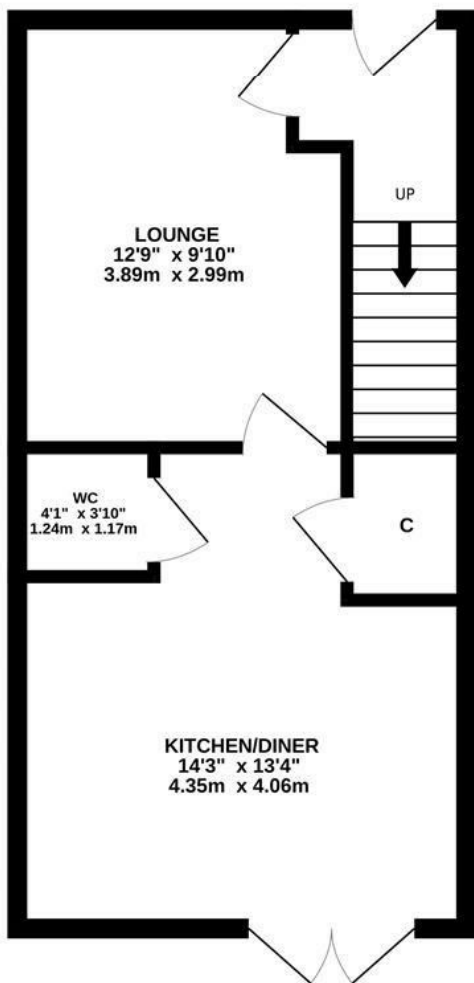 UP
LOUNGE
12'9" x 9'10"
3.89m x 2.99m
WC
4'1" x 3'10"
1.24m x 1.17m
C
KITCHEN/DINER
14'3" x 13'4"
4.35m x 4.06m